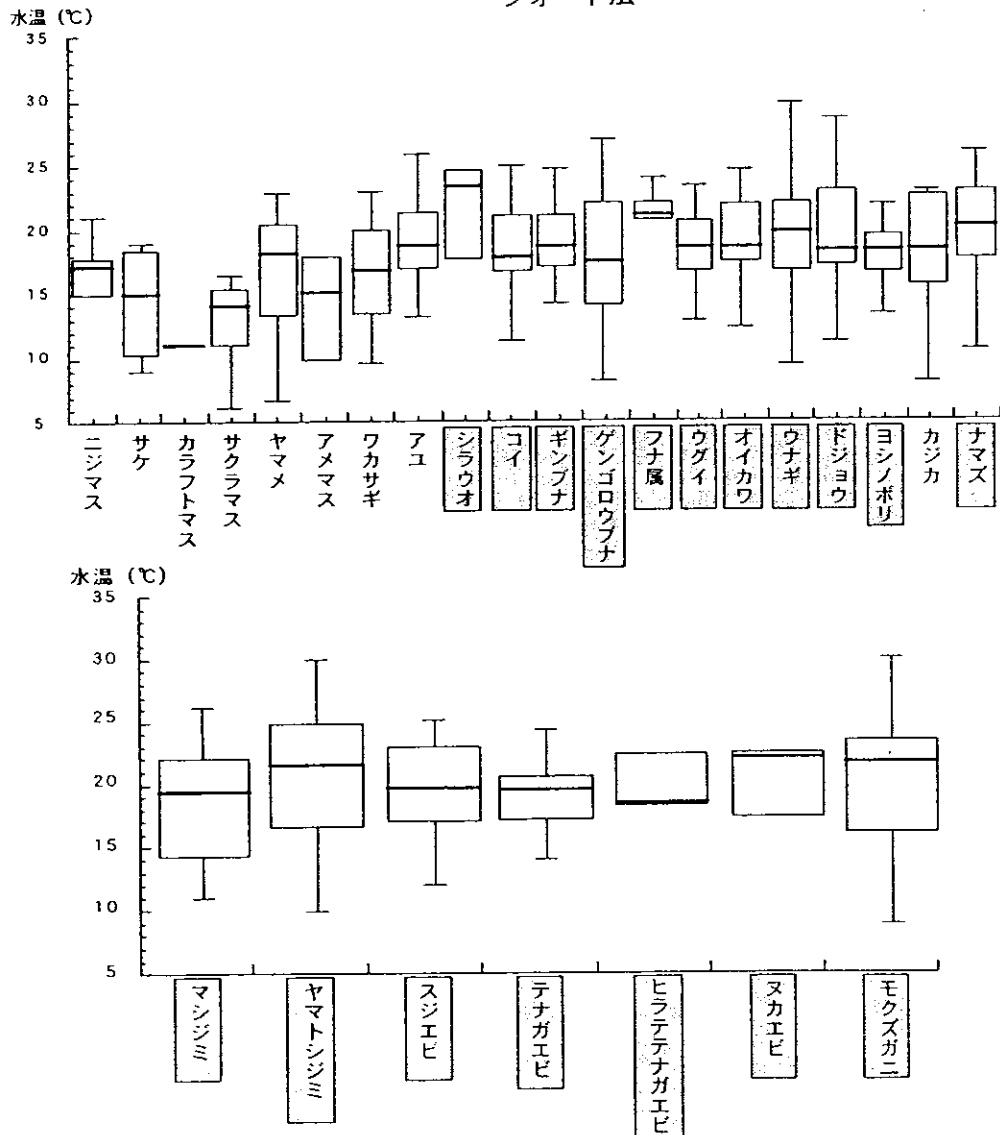 水温(℃)
35
30
25
20
15
10
5
ニジマス
サケ
カラフトマス
サクラマス
ヤマメ
アメマス
ワカサギ
アユ
シラウオ
コイ
ギンブナ
ゲンゴロウブナ
フナ属
ウグイ
オイカワ
ウナギ
ドジョウ
ヨシノボリ
カジカ
ナマズ
水温(℃)
35
30
25
20
15
10
5
マシジミ
ヤマトシジミ
スジエビ
テナガエビ
ヒラテテナガエビ
ヌカエビ
モクズガニ